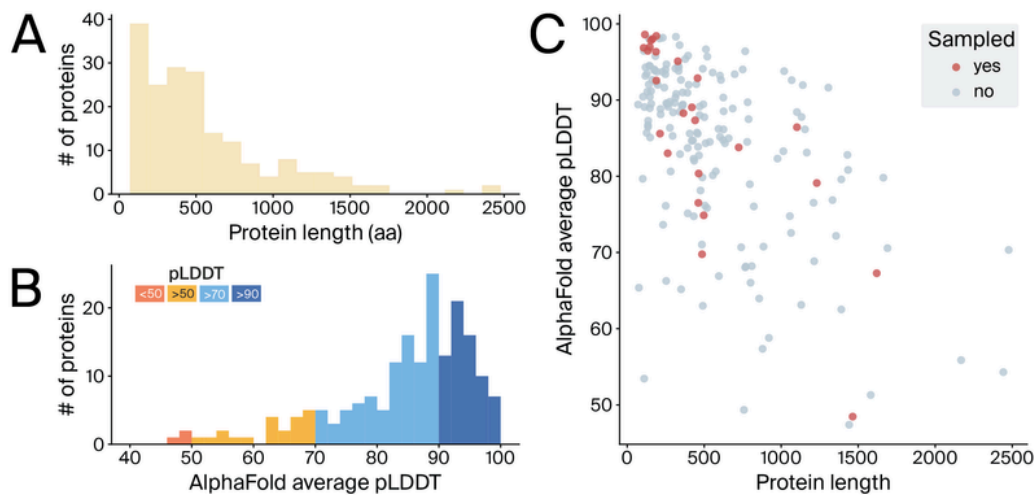 A
40
30
20
10
0
# of proteins
0 500 1000 1500 2000 2500
Protein length (aa)
B
pLDDT
<50 >50 >70 >90
20
10
0
# of proteins
40 50 60 70 80 90 100
AlphaFold average pLDDT
C
100
90
80
70
60
50
AlphaFold average pLDDT
Sampled
yes
no
0 500 1000 1500 2000 2500
Protein length